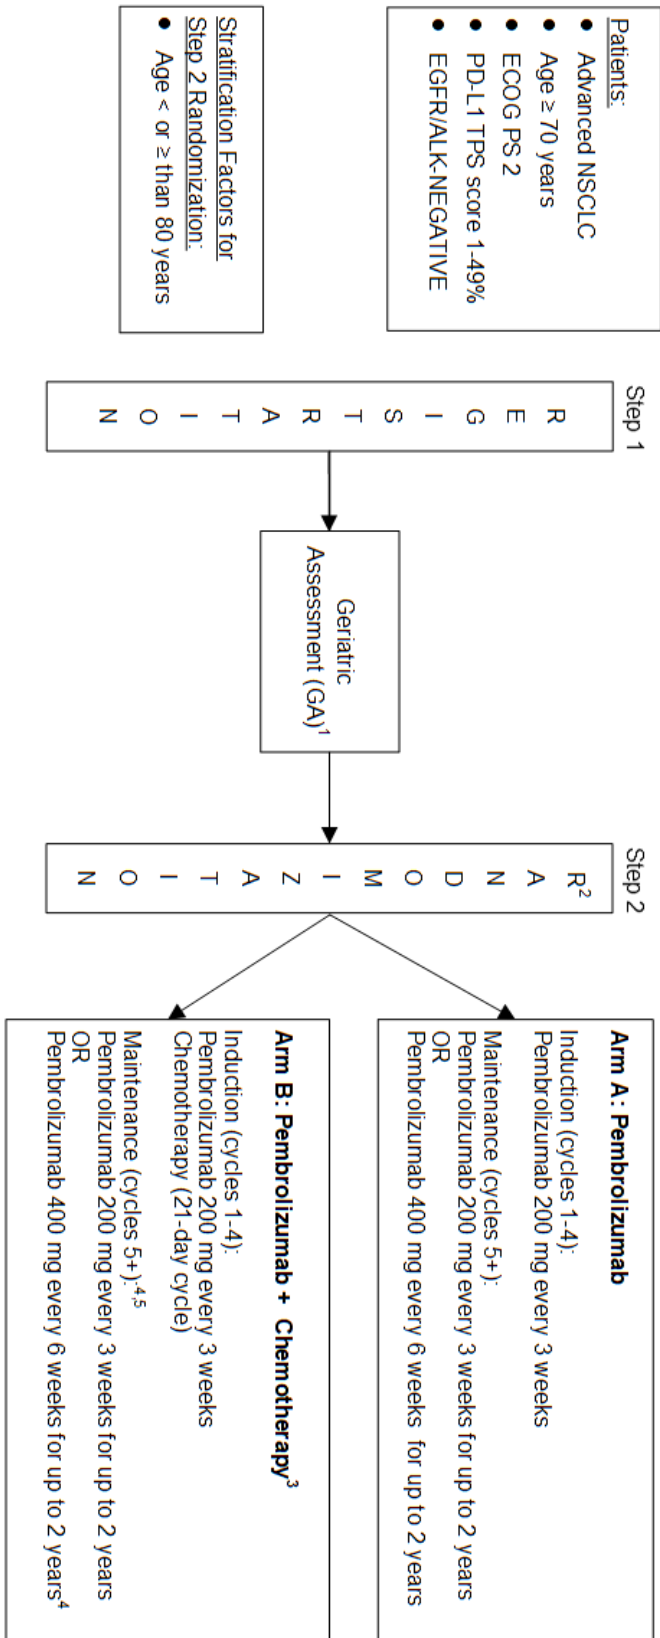 Patients:
● Advanced NSCLC
● Age ≥ 70 years
● ECOG PS 2
● PD-L1 TPS score 1-49%
● EGFR/ALK-NEGATIVE
Stratification Factors for
Step 2 Randomization:
● Age < or ≥ than 80 years
Step 1
R
E
G
I
S
T
R
A
T
I
O
N
Geriatric
Assessment (GA)¹
Step 2
R²
A
N
D
O
M
I
Z
A
T
I
O
N
Arm A: Pembrolizumab
Induction (cycles 1-4):
Pembrolizumab 200 mg every 3 weeks
Maintenance (cycles 5+):
Pembrolizumab 200 mg every 3 weeks for up to 2 years
OR
Pembrolizumab 400 mg every 6 weeks for up to 2 years
Arm B: Pembrolizumab + Chemotherapy³
Induction (cycles 1-4):
Pembrolizumab 200 mg every 3 weeks
Chemotherapy (21-day cycle)
Maintenance (cycles 5+):⁴,⁵
Pembrolizumab 200 mg every 3 weeks for up to 2 years
OR
Pembrolizumab 400 mg every 6 weeks for up to 2 years⁴